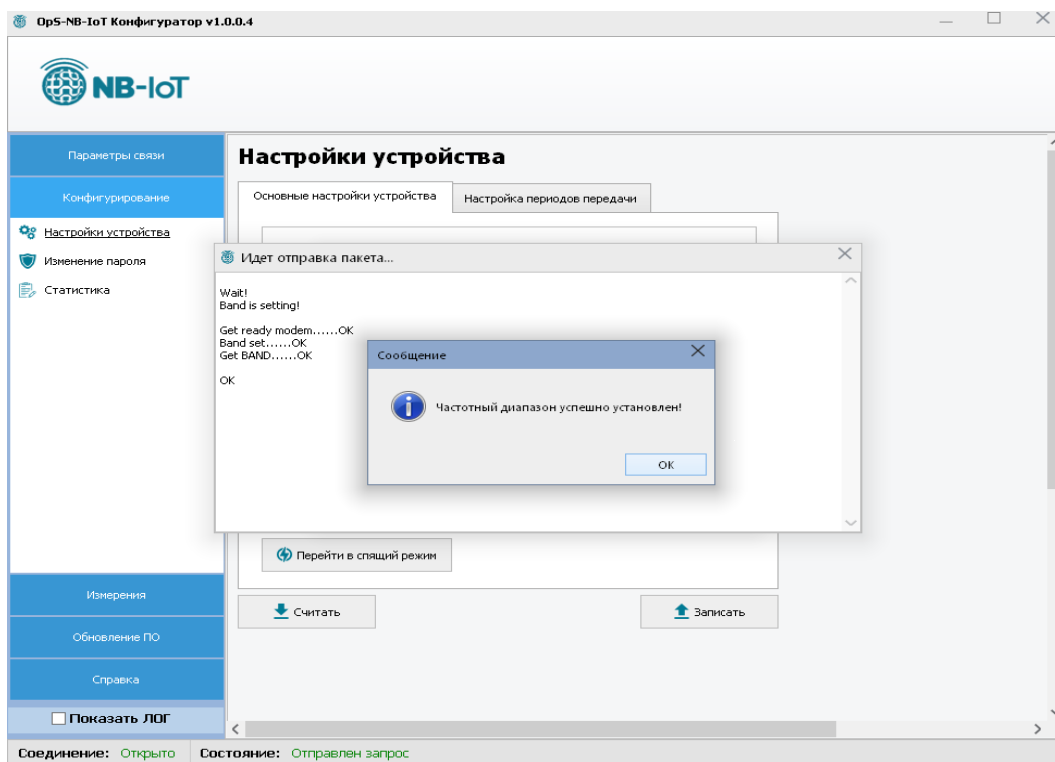 OpS-NB-IoT Конфигуратор v1.0.0.4
NB-IoT
Параметры связи
Конфигурирование
Настройки устройства
Изменение пароля
Статистика
Измерения
Обновление ПО
Справка
Показать ЛОГ
Настройки устройства
Основные настройки устройства
Настройка периодов передачи
Идет отправка пакета...
Wait!
Band is setting!
Get ready modem......OK
Band set......OK
Get BAND......OK
OK
Сообщение
Частотный диапазон успешно установлен!
OK
Перейти в спящий режим
Считать
Записать
Соединение: Открыто Состояние: Отправлен запрос